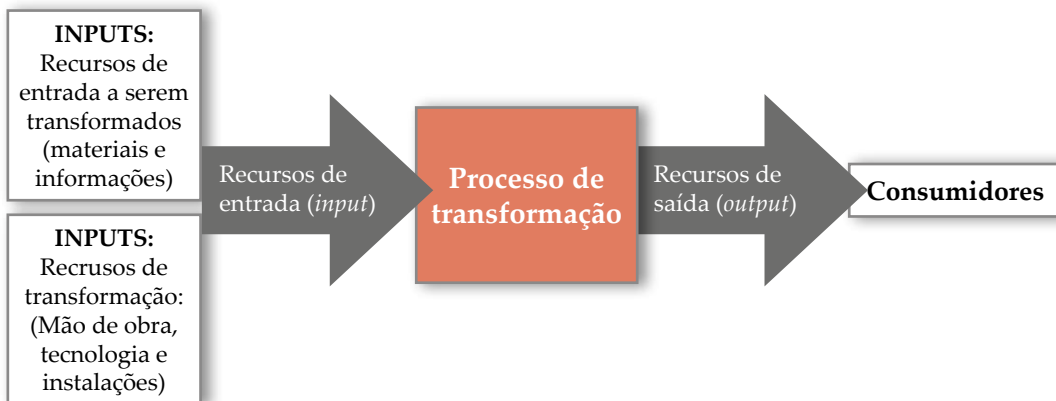 INPUTS:
Recursos de
entrada a serem
transformados
(materiais e
informações)
INPUTS:
Recrusos de
transformação:
(Mão de obra,
tecnologia e
instalações)
Recursos de
entrada (input)
Processo de
transformação
Recursos de
saída (output)
Consumidores